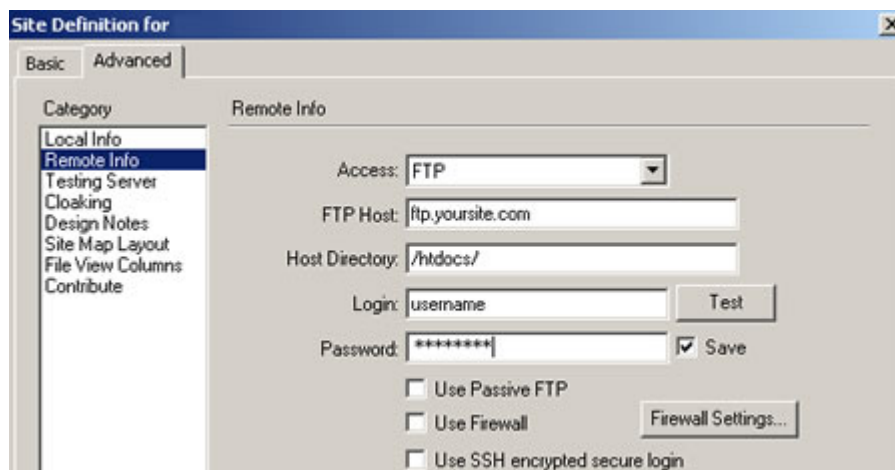 Site Definition for
Basic Advanced
Category
Local Info
Remote Info
Testing Server
Cloaking
Design Notes
Site Map Layout
File View Columns
Contribute
Remote Info
Access: FTP
FTP Host: ftp.yoursite.com
Host Directory: /htdocs/
Login: username Test
Password: ******** Save
Use Passive FTP
Use Firewall Firewall Settings...
Use SSH encrypted secure login